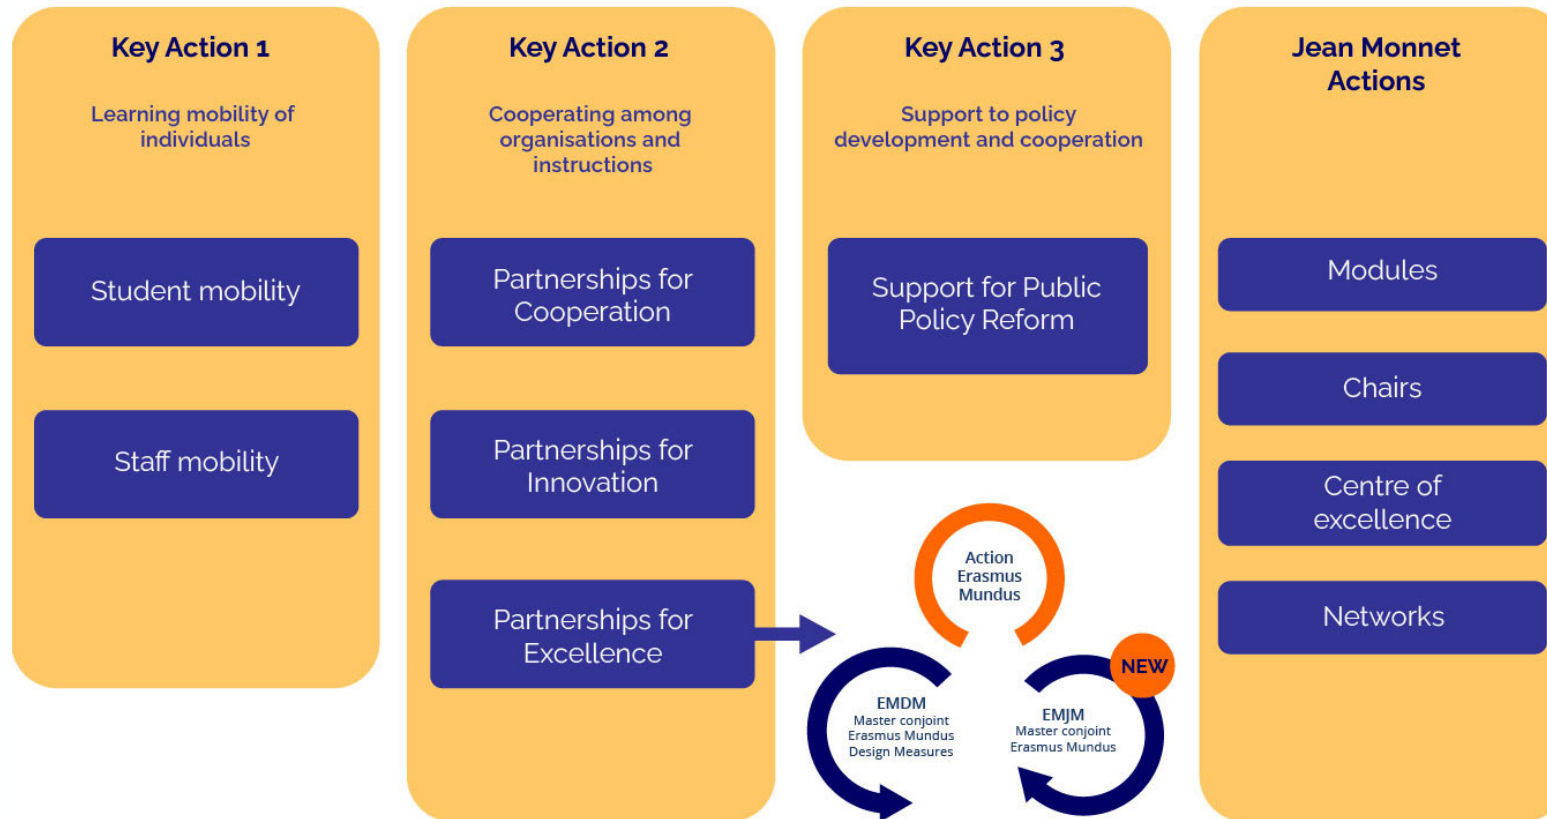 Key Action 1
Learning mobility of
individuals
Student mobility
Staff mobility
Key Action 2
Cooperating among
organisations and
instructions
Partnerships for
Cooperation
Partnerships for
Innovation
Partnerships for
Excellence
Key Action 3
Support to policy
development and cooperation
Support for Public
Policy Reform
Action
Erasmus
Mundus
EMDM
Master conjoint
Erasmus Mundus
Design Measures
NEW
EMJM
Master conjoint
Erasmus Mundus
Jean Monnet
Actions
Modules
Chairs
Centre of
excellence
Networks